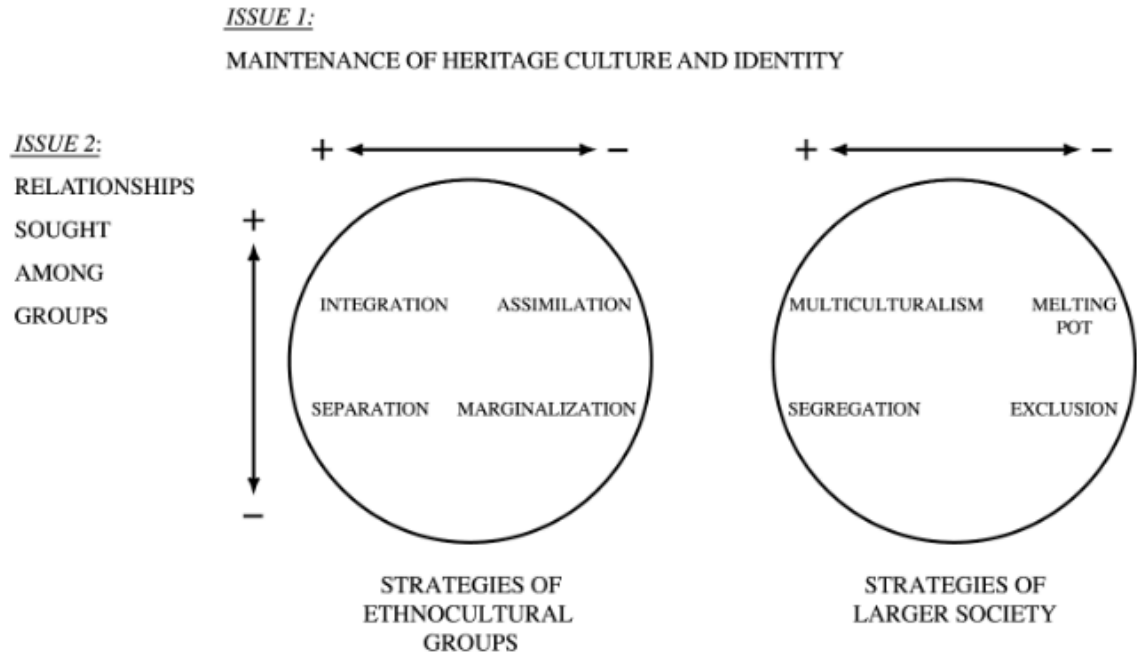 ISSUE 1:
MAINTENANCE OF HERITAGE CULTURE AND IDENTITY
ISSUE 2:
RELATIONSHIPS
SOUGHT
AMONG
GROUPS
+ −
+ −
+
−
INTEGRATION ASSIMILATION
SEPARATION MARGINALIZATION
MULTICULTURALISM MELTING
POT
SEGREGATION EXCLUSION
STRATEGIES OF
ETHNOCULTURAL
GROUPS
STRATEGIES OF
LARGER SOCIETY